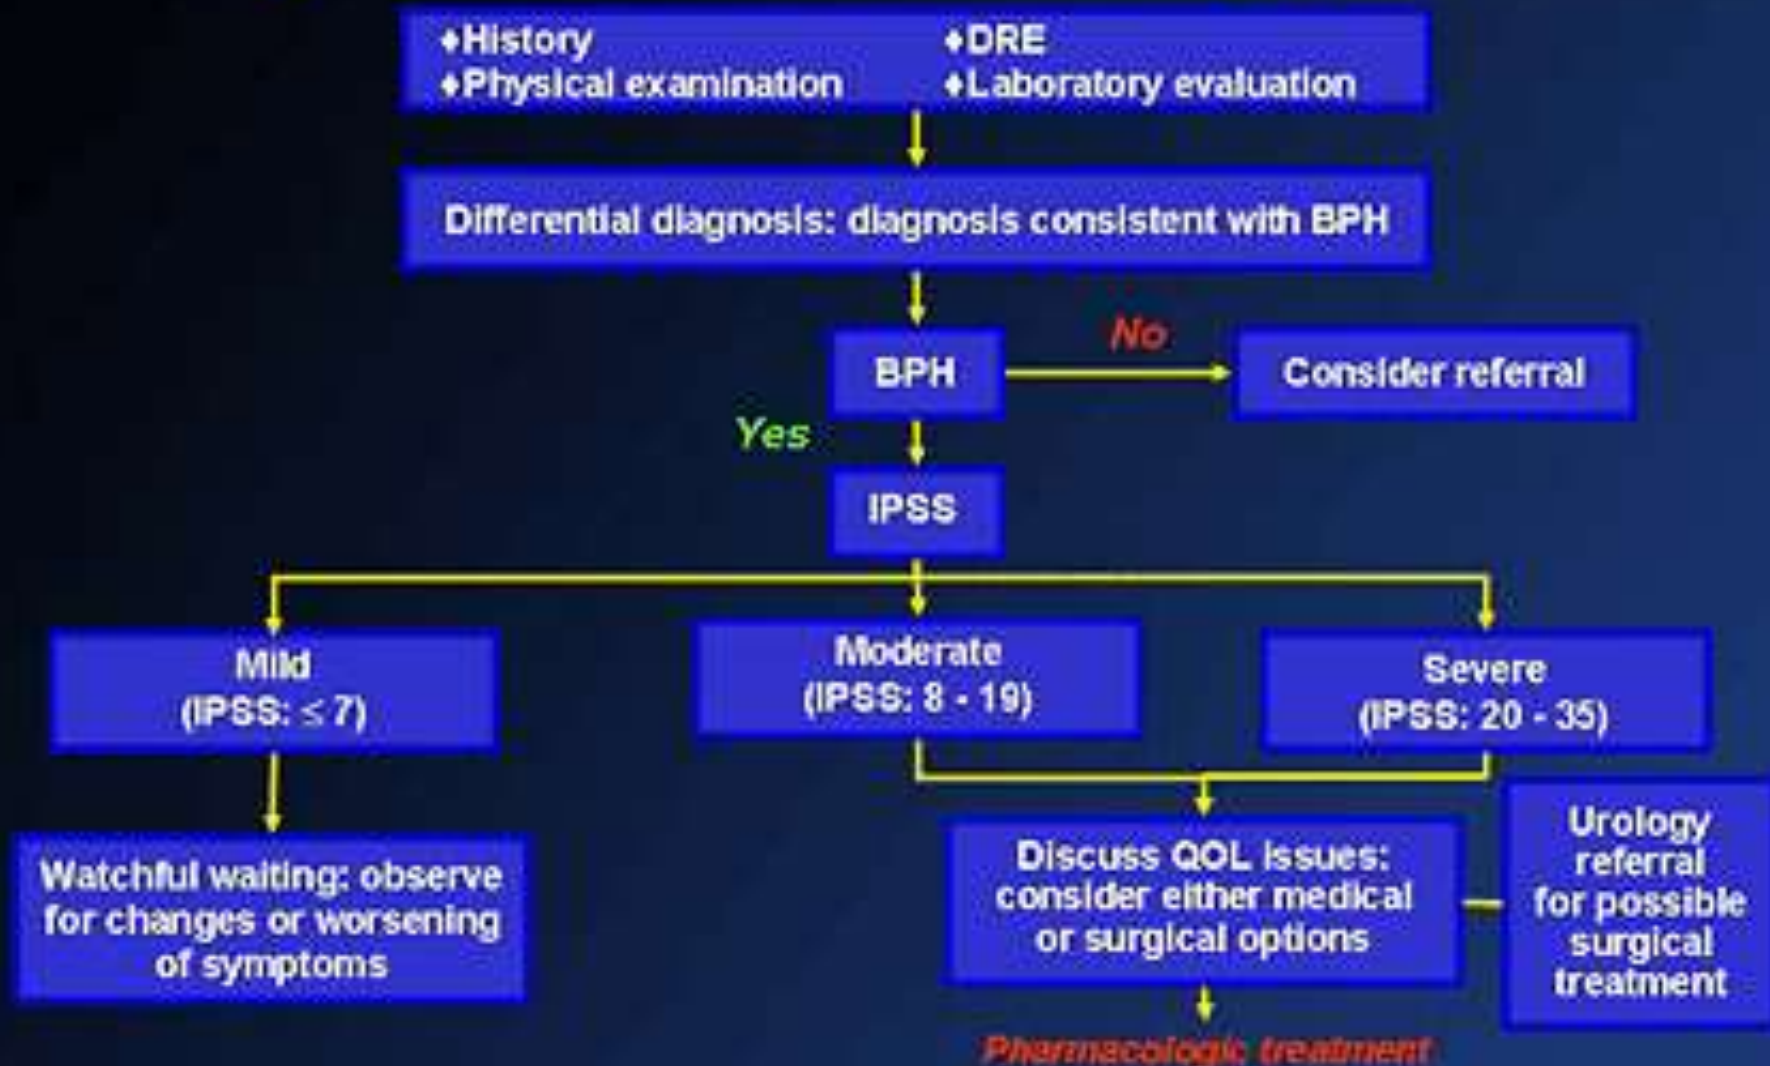 ♦History
♦Physical examination
♦DRE
♦Laboratory evaluation
Differential diagnosis: diagnosis consistent with BPH
BPH
No
Consider referral
Yes
IPSS
Mild
(IPSS: ≤ 7)
Moderate
(IPSS: 8 - 19)
Severe
(IPSS: 20 - 35)
Watchful waiting: observe
for changes or worsening
of symptoms
Discuss QOL issues:
consider either medical
or surgical options
Urology
referral
for possible
surgical
treatment
Pharmacologic treatment